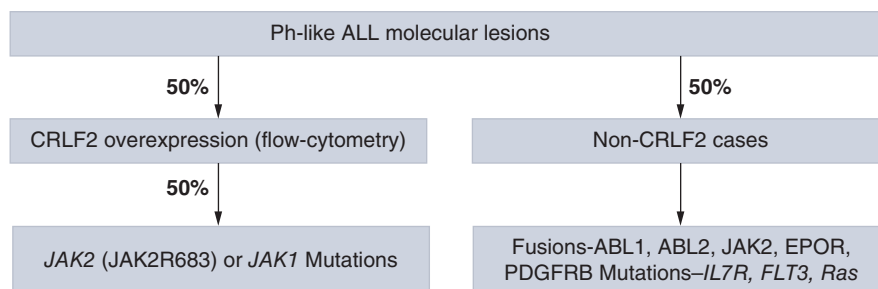 Ph-like ALL molecular lesions
50%
50%
CRLF2 overexpression (flow-cytometry)
Non-CRLF2 cases
50%
JAK2 (JAK2R683) or JAK1 Mutations
Fusions-ABL1, ABL2, JAK2, EPOR,
PDGFRB Mutations–IL7R, FLT3, Ras